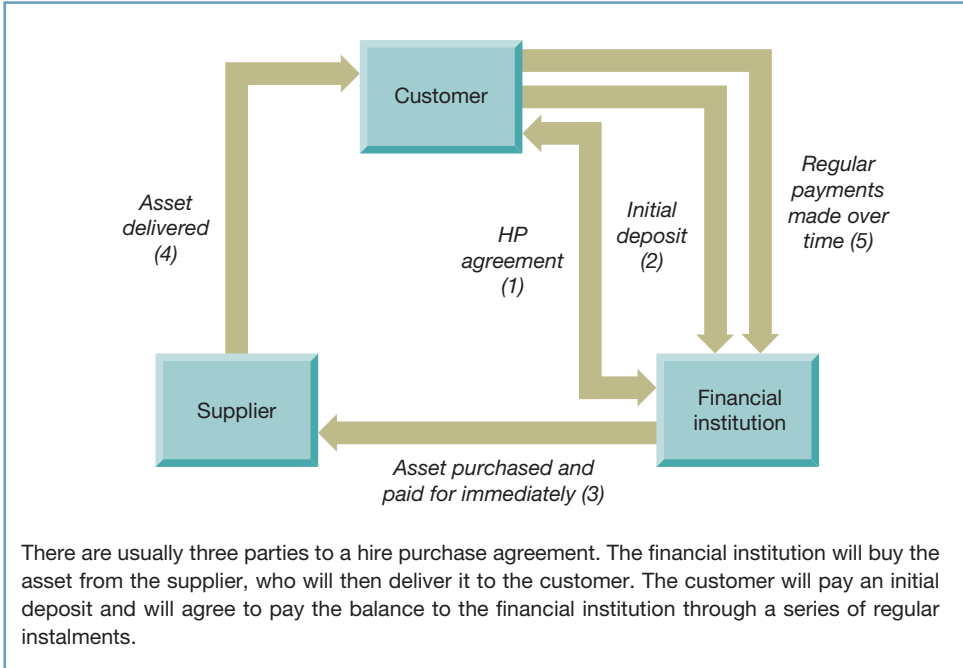 Customer
Asset
delivered
(4)
HP
agreement
(1)
Initial
deposit
(2)
Regular
payments
made over
time (5)
Supplier
Financial
institution
Asset purchased and
paid for immediately (3)
There are usually three parties to a hire purchase agreement. The financial institution will buy the
asset from the supplier, who will then deliver it to the customer. The customer will pay an initial
deposit and will agree to pay the balance to the financial institution through a series of regular
instalments.